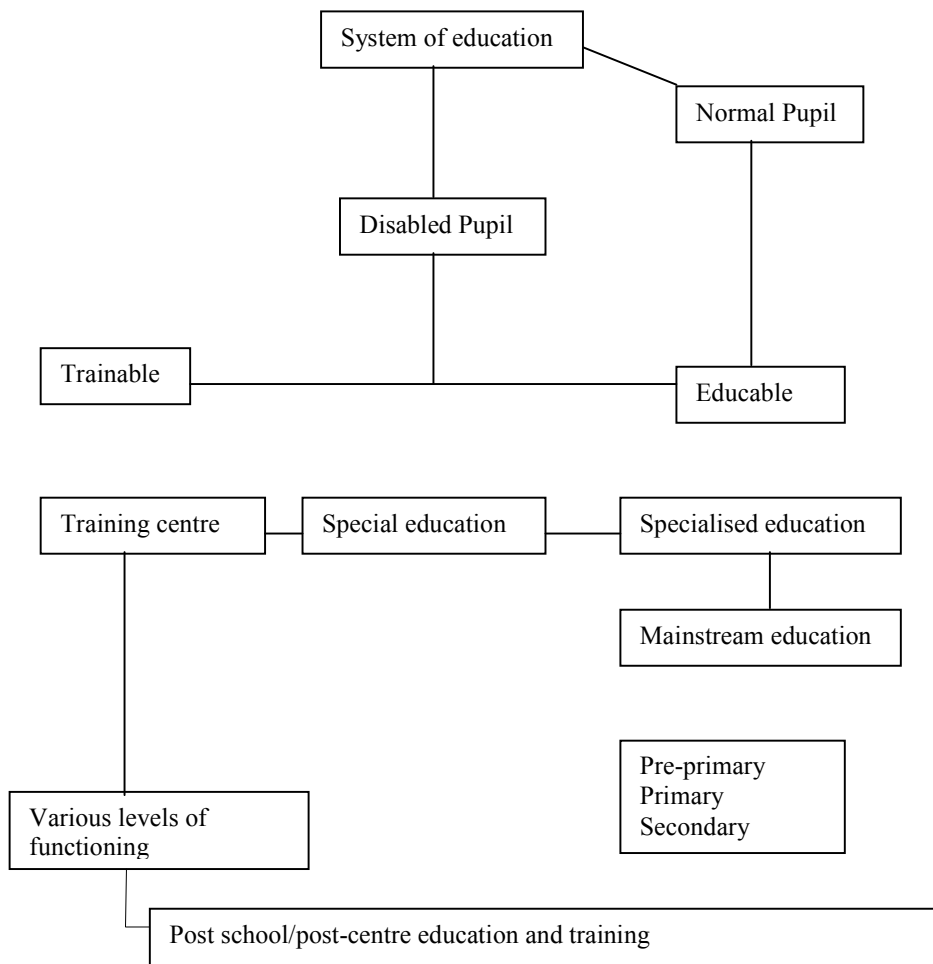 System of education
Normal Pupil
Disabled Pupil
Trainable
Educable
Training centre
Special education
Specialised education
Mainstream education
Pre-primary
Primary
Secondary
Various levels of
functioning
Post school/post-centre education and training